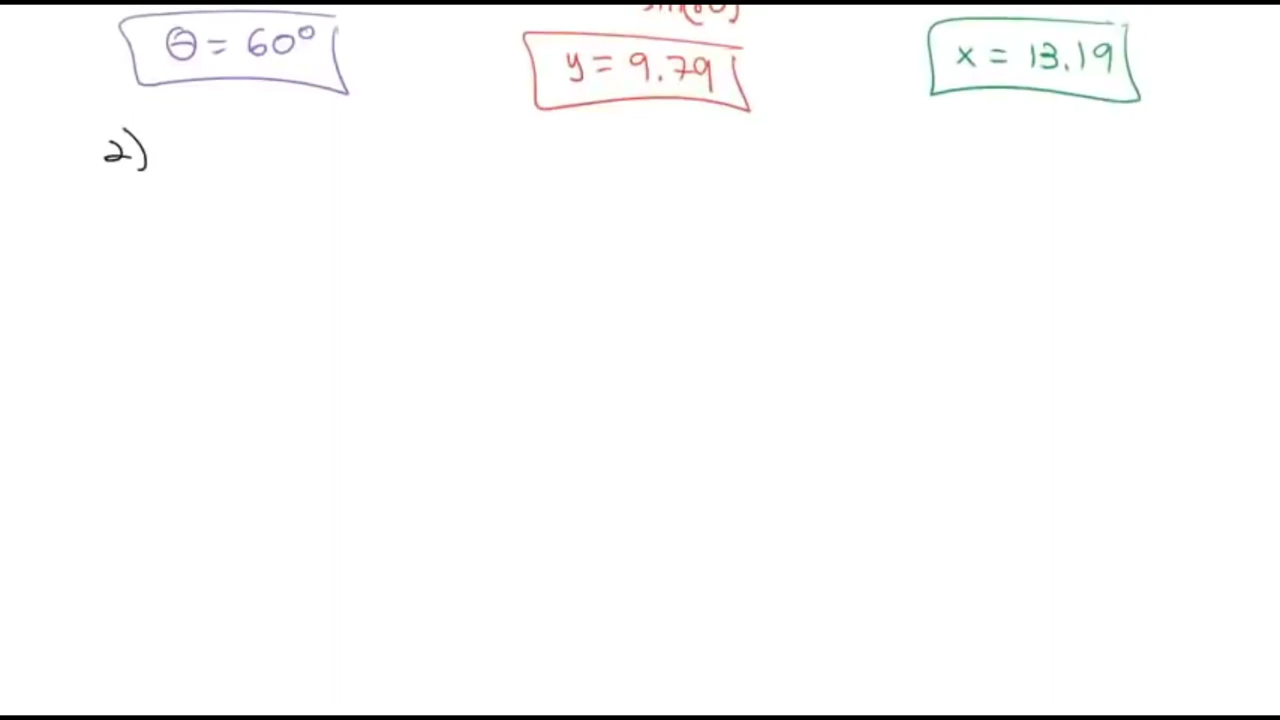 θ = 60°
y = 9.79
x = 13.19
2)